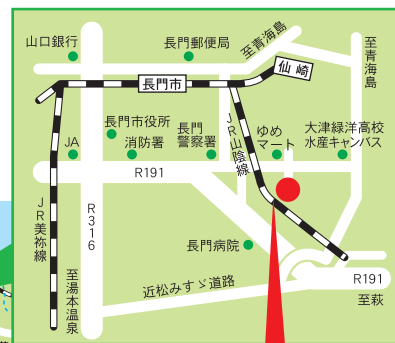 山口銀行
長門郵便局
至青海島
仙崎
至青海島
長門市
長門市役所
JA
消防署
長門
警察署
JR山陰線
ゆめ
マート
大津緑洋高校
水産キャンパス
R191
JR美祢線
R316
至湯本温泉
長門病院
近松みすゞ道路
R191
至萩